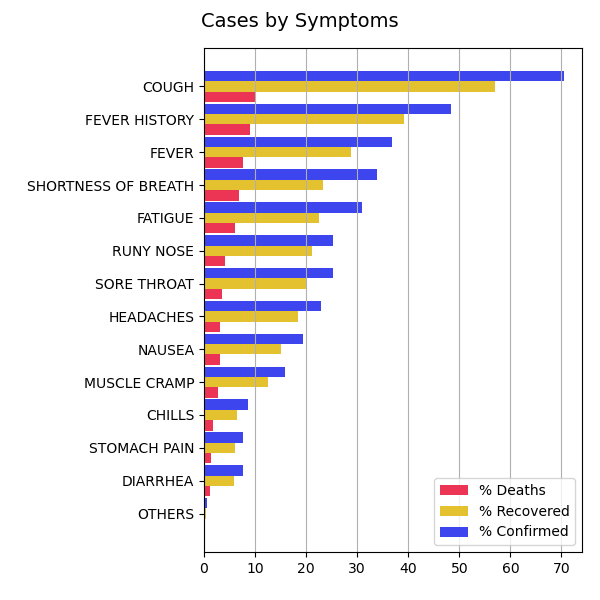 Cases by Symptoms
COUGH
FEVER HISTORY
FEVER
SHORTNESS OF BREATH
FATIGUE
RUNY NOSE
SORE THROAT
HEADACHES
NAUSEA
MUSCLE CRAMP
CHILLS
STOMACH PAIN
DIARRHEA
OTHERS
% Deaths
% Recovered
% Confirmed
0 10 20 30 40 50 60 70